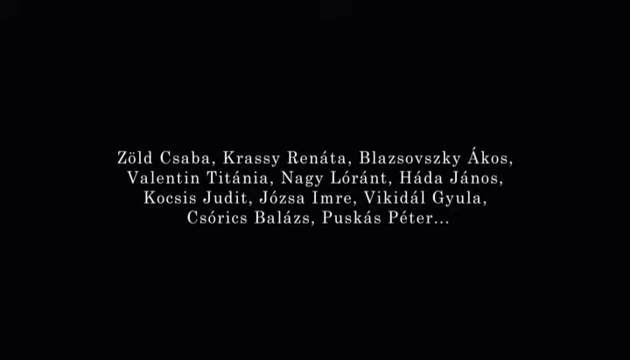 Zöld Csaba, Krassy Renáta, Blazsovszky Ákos,
Valentin Titánia, Nagy Lóránt, Háda János,
Kocsis Judit, Józsa Imre, Vikidál Gyula,
Csórics Balázs, Puskás Péter...